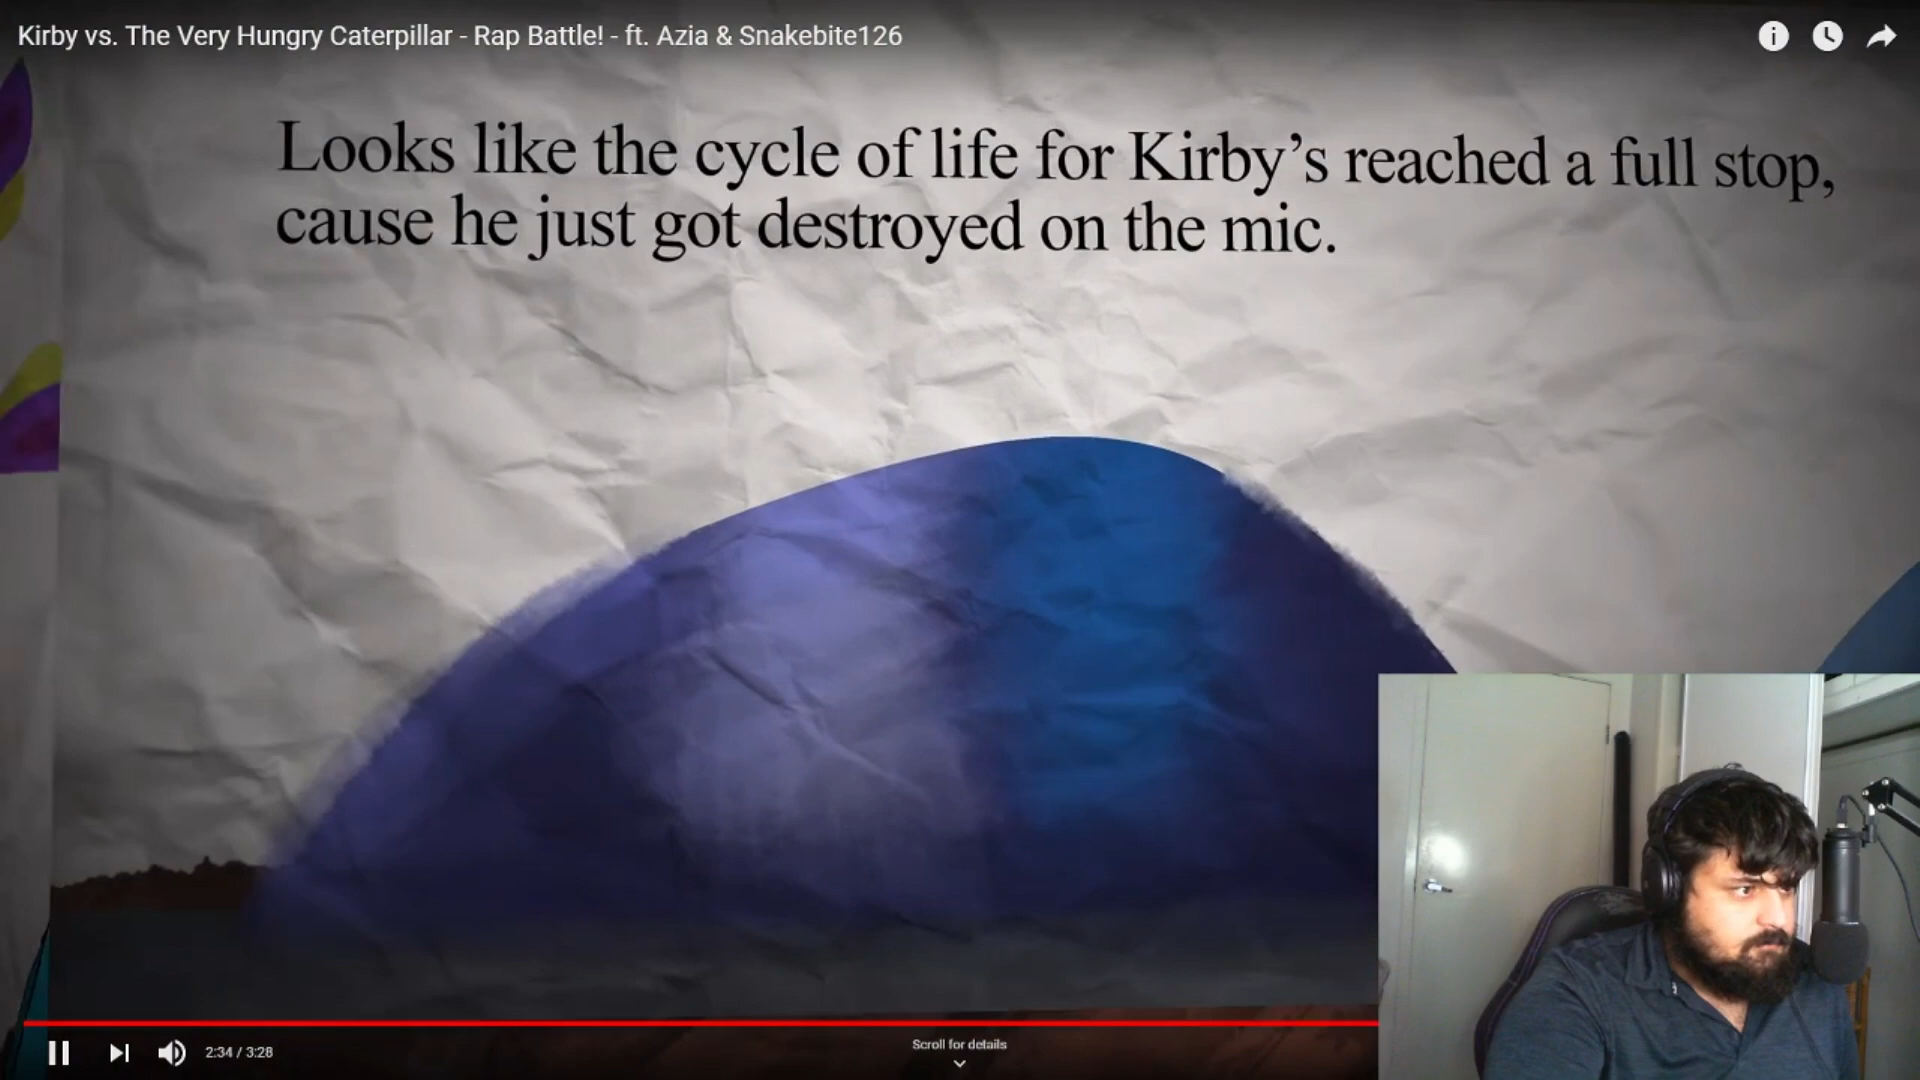 Kirby vs. The Very Hungry Caterpillar - Rap Battle! - ft. Azia & Snakebite126
Looks like the cycle of life for Kirby’s reached a full stop,
cause he just got destroyed on the mic.
2:34 / 3:28
Scroll for details